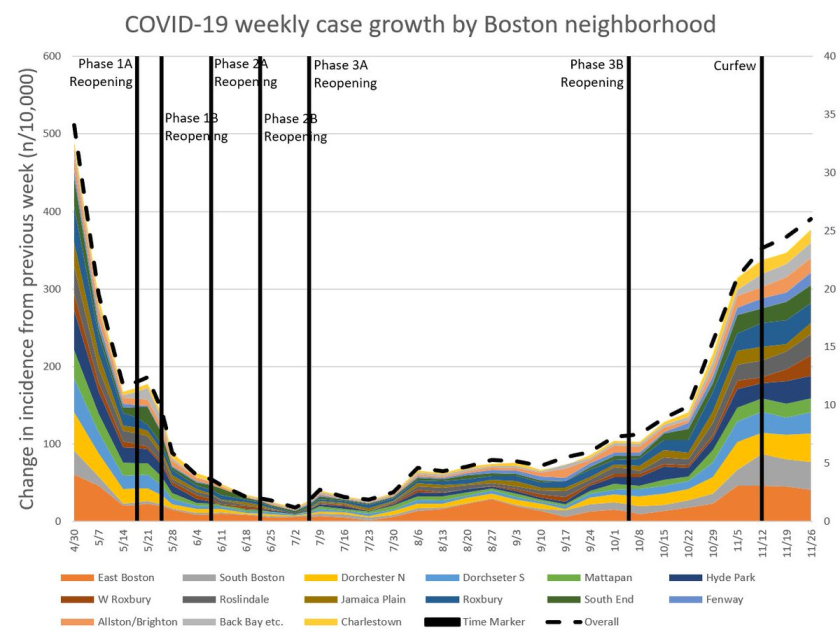 COVID-19 weekly case growth by Boston neighborhood
Change in incidence from previous week (n/10,000)
600
500
400
300
200
100
0
40
35
30
25
20
15
10
5
0
Phase 1A
Reopening
Phase 1B
Reopening
Phase 2A
Reopening
Phase 2B
Reopening
Phase 3A
Reopening
Phase 3B
Reopening
Curfew
4/30
5/7
5/14
5/21
5/28
6/4
6/11
6/18
6/25
7/2
7/9
7/16
7/23
7/30
8/6
8/13
8/20
8/27
9/3
9/10
9/17
9/24
10/1
10/8
10/15
10/22
10/29
11/5
11/12
11/19
11/26
East Boston
South Boston
Dorchester N
Dorchseter S
Mattapan
Hyde Park
W Roxbury
Roslindale
Jamaica Plain
Roxbury
South End
Fenway
Allston/Brighton
Back Bay etc.
Charlestown
Time Marker
Overall